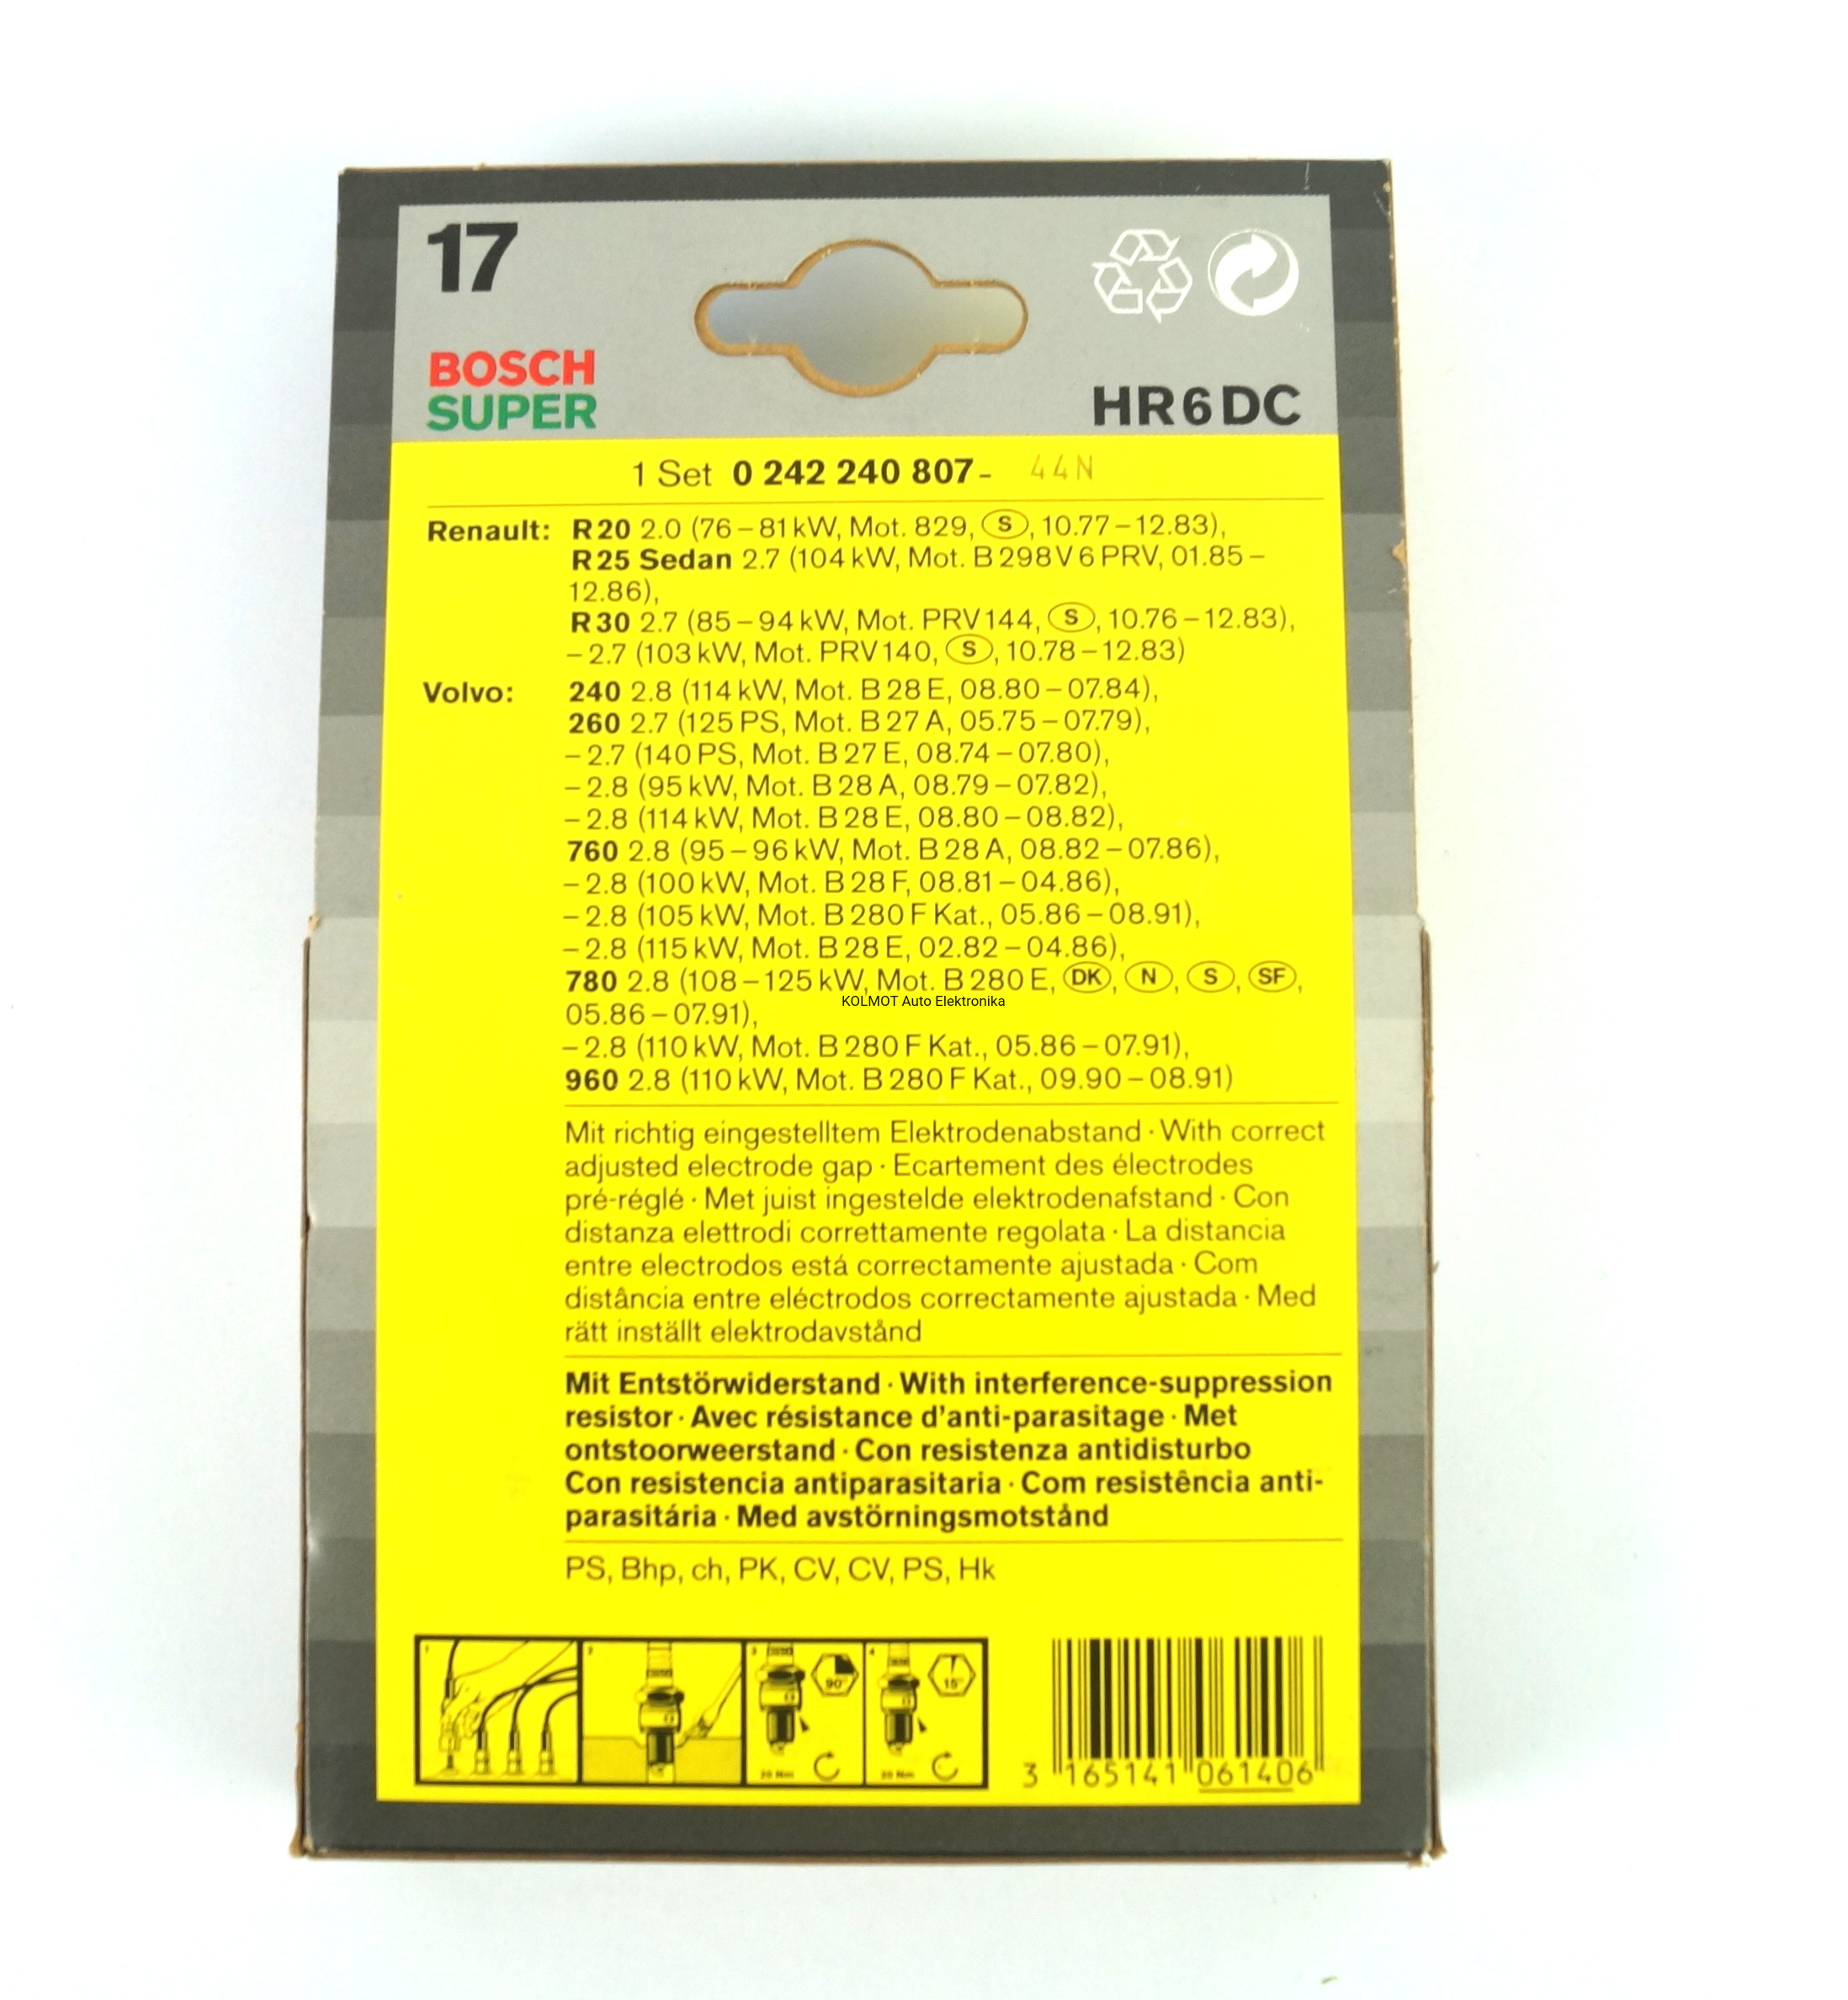 17
BOSCH
SUPER
HR6DC
1 Set 0 242 240 807- 44N
Renault: R20 2.0 (76–81kW, Mot. 829, S, 10.77–12.83),
R25 Sedan 2.7 (104 kW, Mot. B298V6PRV, 01.85–
12.86),
R30 2.7 (85–94 kW, Mot. PRV144, S, 10.76–12.83),
– 2.7 (103 kW, Mot. PRV140, S, 10.78–12.83)
Volvo: 240 2.8 (114 kW, Mot. B28E, 08.80–07.84),
260 2.7 (125 PS, Mot. B27A, 05.75–07.79),
– 2.7 (140 PS, Mot. B27E, 08.74–07.80),
– 2.8 (95 kW, Mot. B28A, 08.79–07.82),
– 2.8 (114 kW, Mot. B28E, 08.80–08.82),
760 2.8 (95–96 kW, Mot. B28A, 08.82–07.86),
– 2.8 (100 kW, Mot. B28F, 08.81–04.86),
– 2.8 (105 kW, Mot. B280F Kat., 05.86–08.91),
– 2.8 (115 kW, Mot. B28E, 02.82–04.86),
780 2.8 (108–125 kW, Mot. B280E, DK, N, S, SF,
KOLMOT Auto Elektronika
05.86–07.91),
– 2.8 (110 kW, Mot. B280F Kat., 05.86–07.91),
960 2.8 (110 kW, Mot. B280F Kat., 09.90–08.91)
Mit richtig eingestelltem Elektrodenabstand · With correct
adjusted electrode gap · Ecartement des électrodes
pré-réglé · Met juist ingestelde elektrodenafstand · Con
distanza elettrodi correttamente regolata · La distancia
entre electrodos está correctamente ajustada · Com
distância entre eléctrodos correctamente ajustada · Med
rätt inställt elektrodavstånd
Mit Entstörwiderstand · With interference-suppression
resistor · Avec résistance d'anti-parasitage · Met
ontstoorweerstand · Con resistenza antidisturbo
Con resistencia antiparasitaria · Com resistência anti-
parasitária · Med avstörningsmotstånd
PS, Bhp, ch, PK, CV, CV, PS, Hk
1 2 3 4
90° 15°
20 Nm 20 Nm
3 165141 061406